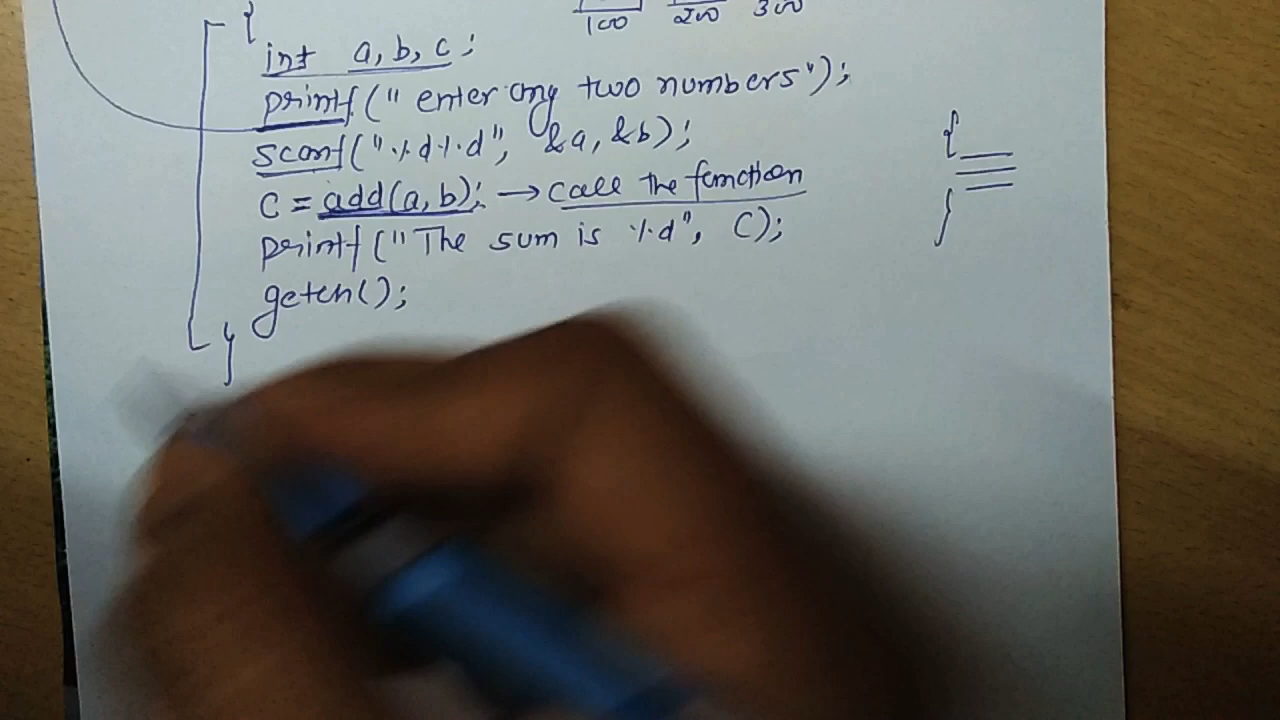 100 200 300
{
int a, b, c;
printf(" enter any two numbers");
scanf("%d%d", &a, &b);
c = add(a, b); → call the function
printf("The sum is %d", C);
getch();
}
{
}